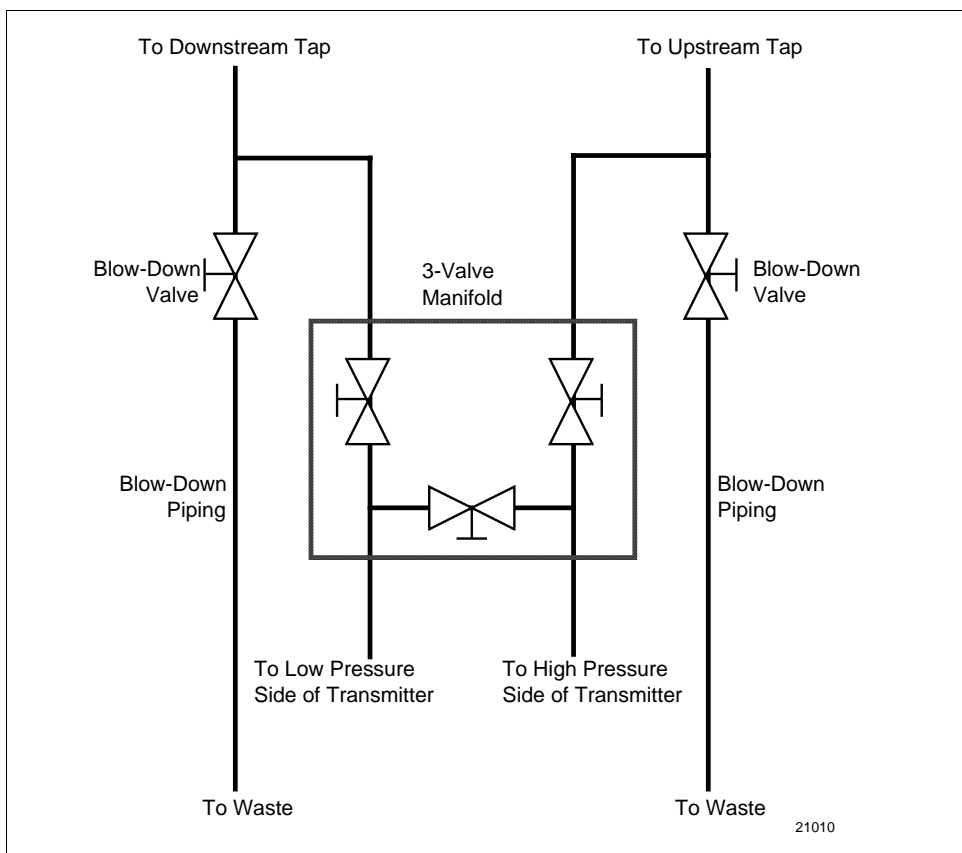 To Downstream Tap
To Upstream Tap
Blow-Down
Valve
3-Valve
Manifold
Blow-Down
Valve
Blow-Down
Piping
Blow-Down
Piping
To Low Pressure
Side of Transmitter
To High Pressure
Side of Transmitter
To Waste
To Waste
21010